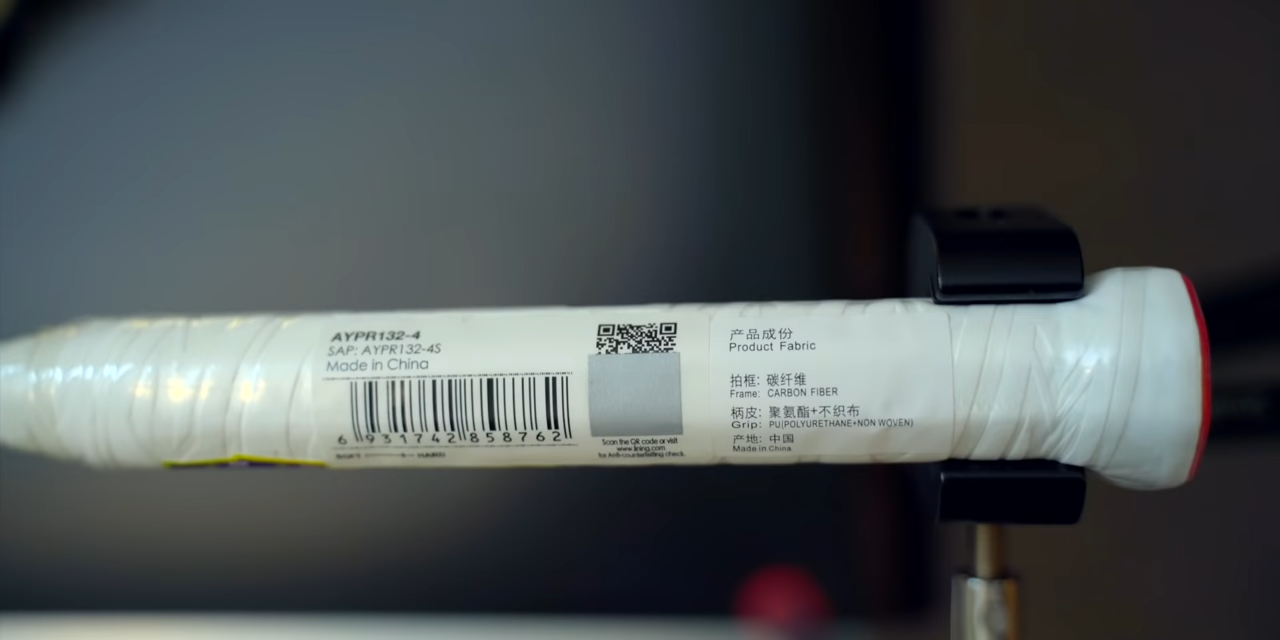 AYPR132-4
SAP: AYPR132-4S
Made in China
6 931742 858762
Scan the QR code or visit
www.lining.com
for Anti-counterfeiting check.
产品成份
Product Fabric
拍框: 碳纤维
Frame: CARBON FIBER
柄皮: 聚氨酯+不织布
Grip: PU(POLYURETHANE+NON WOVEN)
产地: 中国
Made in China